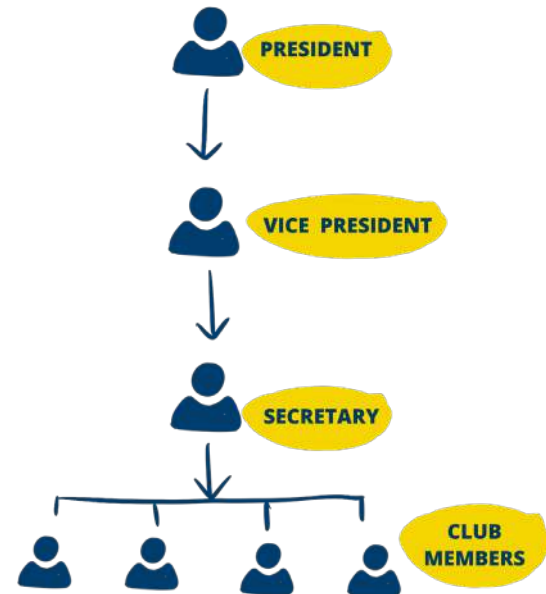 PRESIDENT
VICE PRESIDENT
SECRETARY
CLUB
MEMBERS